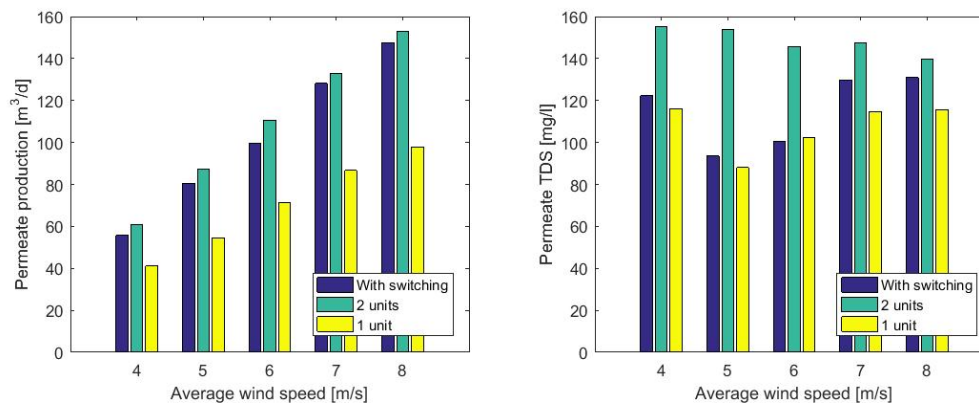 160
140
120
100
80
60
40
20
0
Permeate production [m³/d]
4 5 6 7 8
Average wind speed [m/s]
With switching
2 units
1 unit
160
140
120
100
80
60
40
20
0
Permeate TDS [mg/l]
4 5 6 7 8
Average wind speed [m/s]
With switching
2 units
1 unit